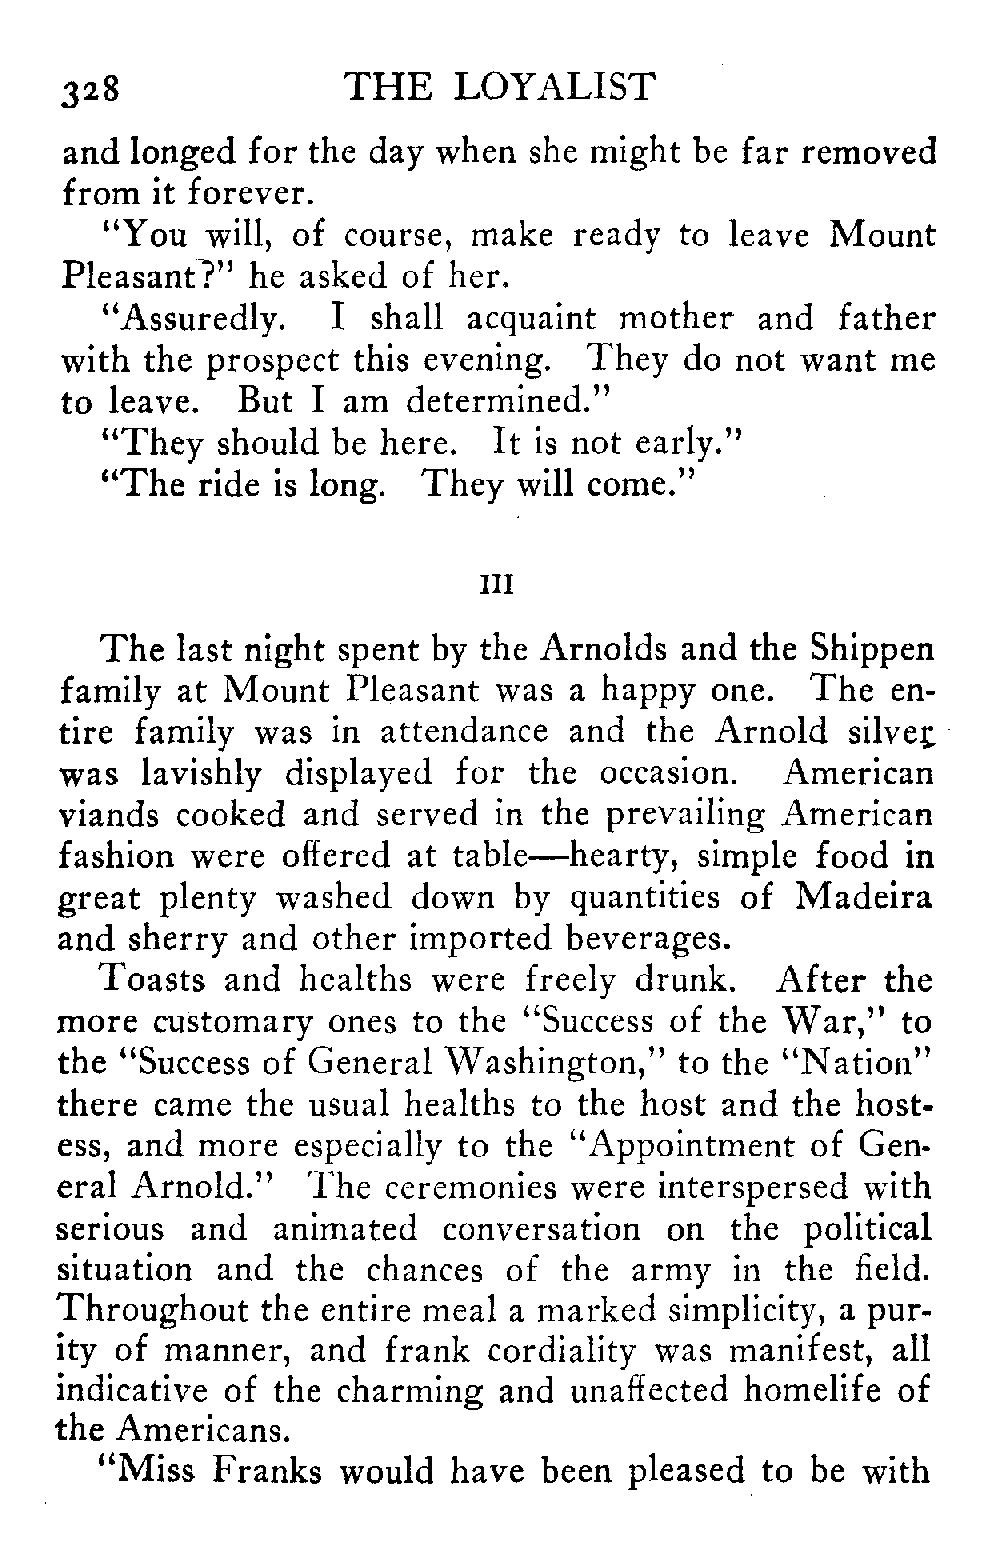 328 THE LOYALIST
and longed for the day when she might be far removed
from it forever.
"You will, of course, make ready to leave Mount
Pleasant?" he asked of her.
"Assuredly. I shall acquaint mother and father
with the prospect this evening. They do not want me
to leave. But I am determined."
"They should be here. It is not early."
"The ride is long. They will come."
III
The last night spent by the Arnolds and the Shippen
family at Mount Pleasant was a happy one. The en-
tire family was in attendance and the Arnold silver
was lavishly displayed for the occasion. American
viands cooked and served in the prevailing American
fashion were offered at table—hearty, simple food in
great plenty washed down by quantities of Madeira
and sherry and other imported beverages.
Toasts and healths were freely drunk. After the
more customary ones to the "Success of the War," to
the "Success of General Washington," to the "Nation"
there came the usual healths to the host and the host-
ess, and more especially to the "Appointment of Gen-
eral Arnold." The ceremonies were interspersed with
serious and animated conversation on the political
situation and the chances of the army in the field.
Throughout the entire meal a marked simplicity, a pur-
ity of manner, and frank cordiality was manifest, all
indicative of the charming and unaffected homelife of
the Americans.
"Miss Franks would have been pleased to be with